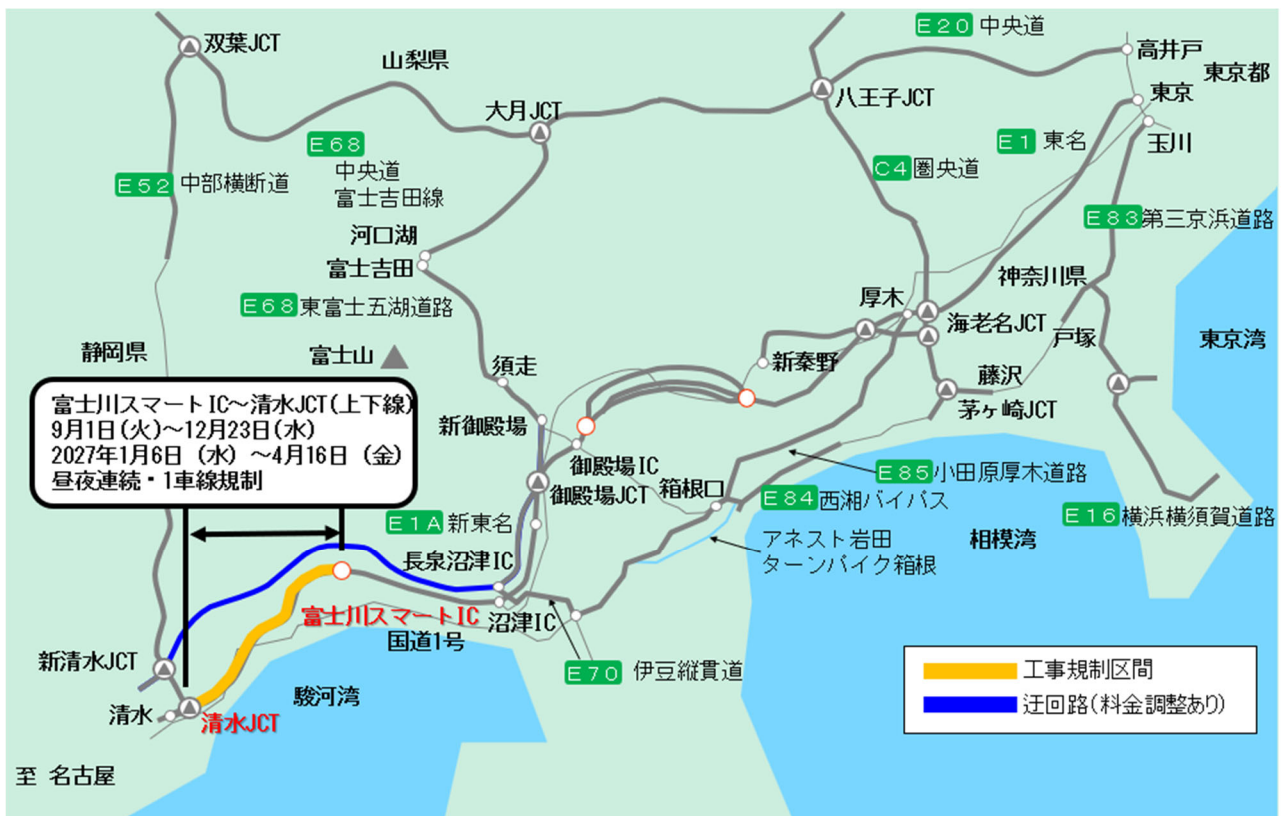 E20 中央道
双葉JCT
高井戸
山梨県
東京都
八王子JCT
東京
大月JCT
E1 東名
玉川
E68
中央道
富士吉田線
C4 圏央道
E52 中部横断道
E83 第三京浜道路
河口湖
富士吉田
神奈川県
厚木
E68 東富士五湖道路
海老名JCT
戸塚
東京湾
静岡県
富士山
新秦野
須走
藤沢
茅ヶ崎JCT
富士川スマートIC～清水JCT(上下線)
9月1日(火)～12月23日(水)
2027年1月6日（水）～4月16日（金）
昼夜連続・1車線規制
新御殿場
御殿場IC
御殿場JCT
箱根口
E85 小田原厚木道路
E84 西湘バイパス
E16 横浜横須賀道路
E1A 新東名
相模湾
アネスト岩田
ターンパイク箱根
長泉沼津IC
富士川スマートIC
沼津IC
国道1号
新清水JCT
E70 伊豆縦貫道
工事規制区間
駿河湾
迂回路(料金調整あり)
清水
清水JCT
至 名古屋